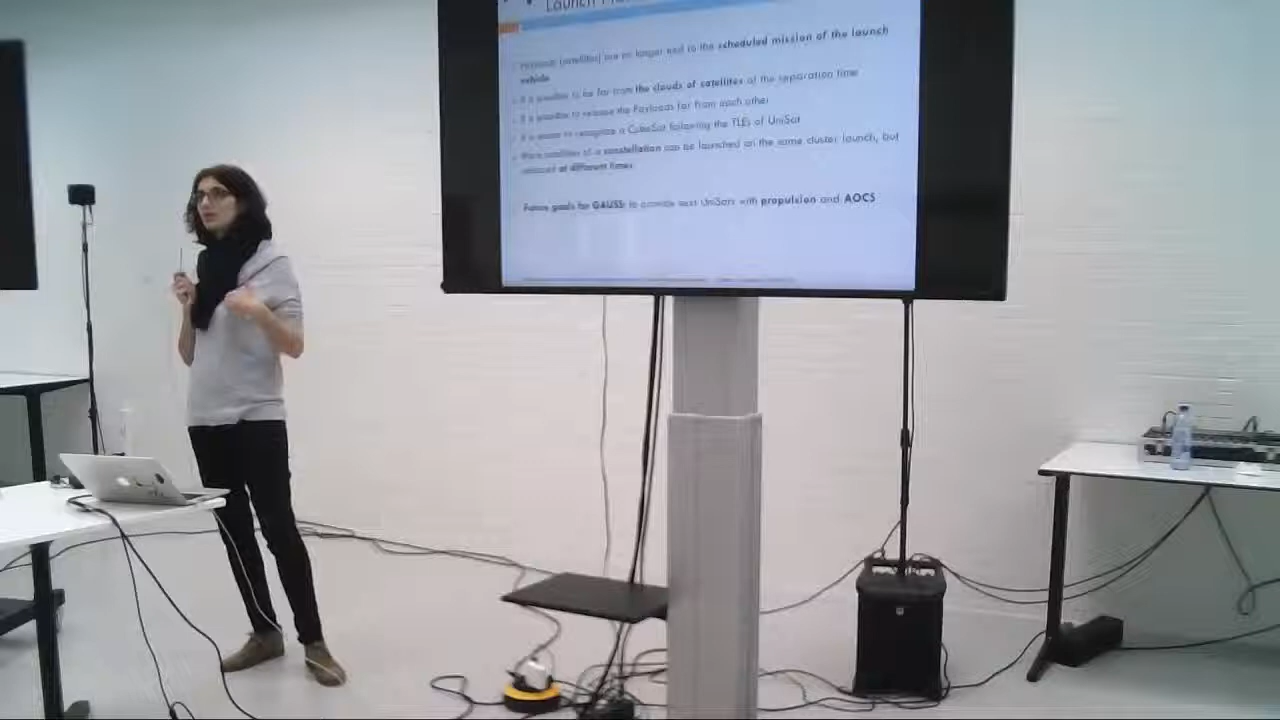 Launch
Payloads (satellites) are no longer tied to the scheduled mission of the launch
vehicle
It is possible to be far from the clouds of satellites at the separation time
It is possible to release the Payloads far from each other
It is easier to recognize a CubeSat following the TLEs of UniSat
More satellites of a constellation can be launched on the same cluster launch, but
released at different times
Future goals for GAUSS: to provide next UniSats with propulsion and AOCS